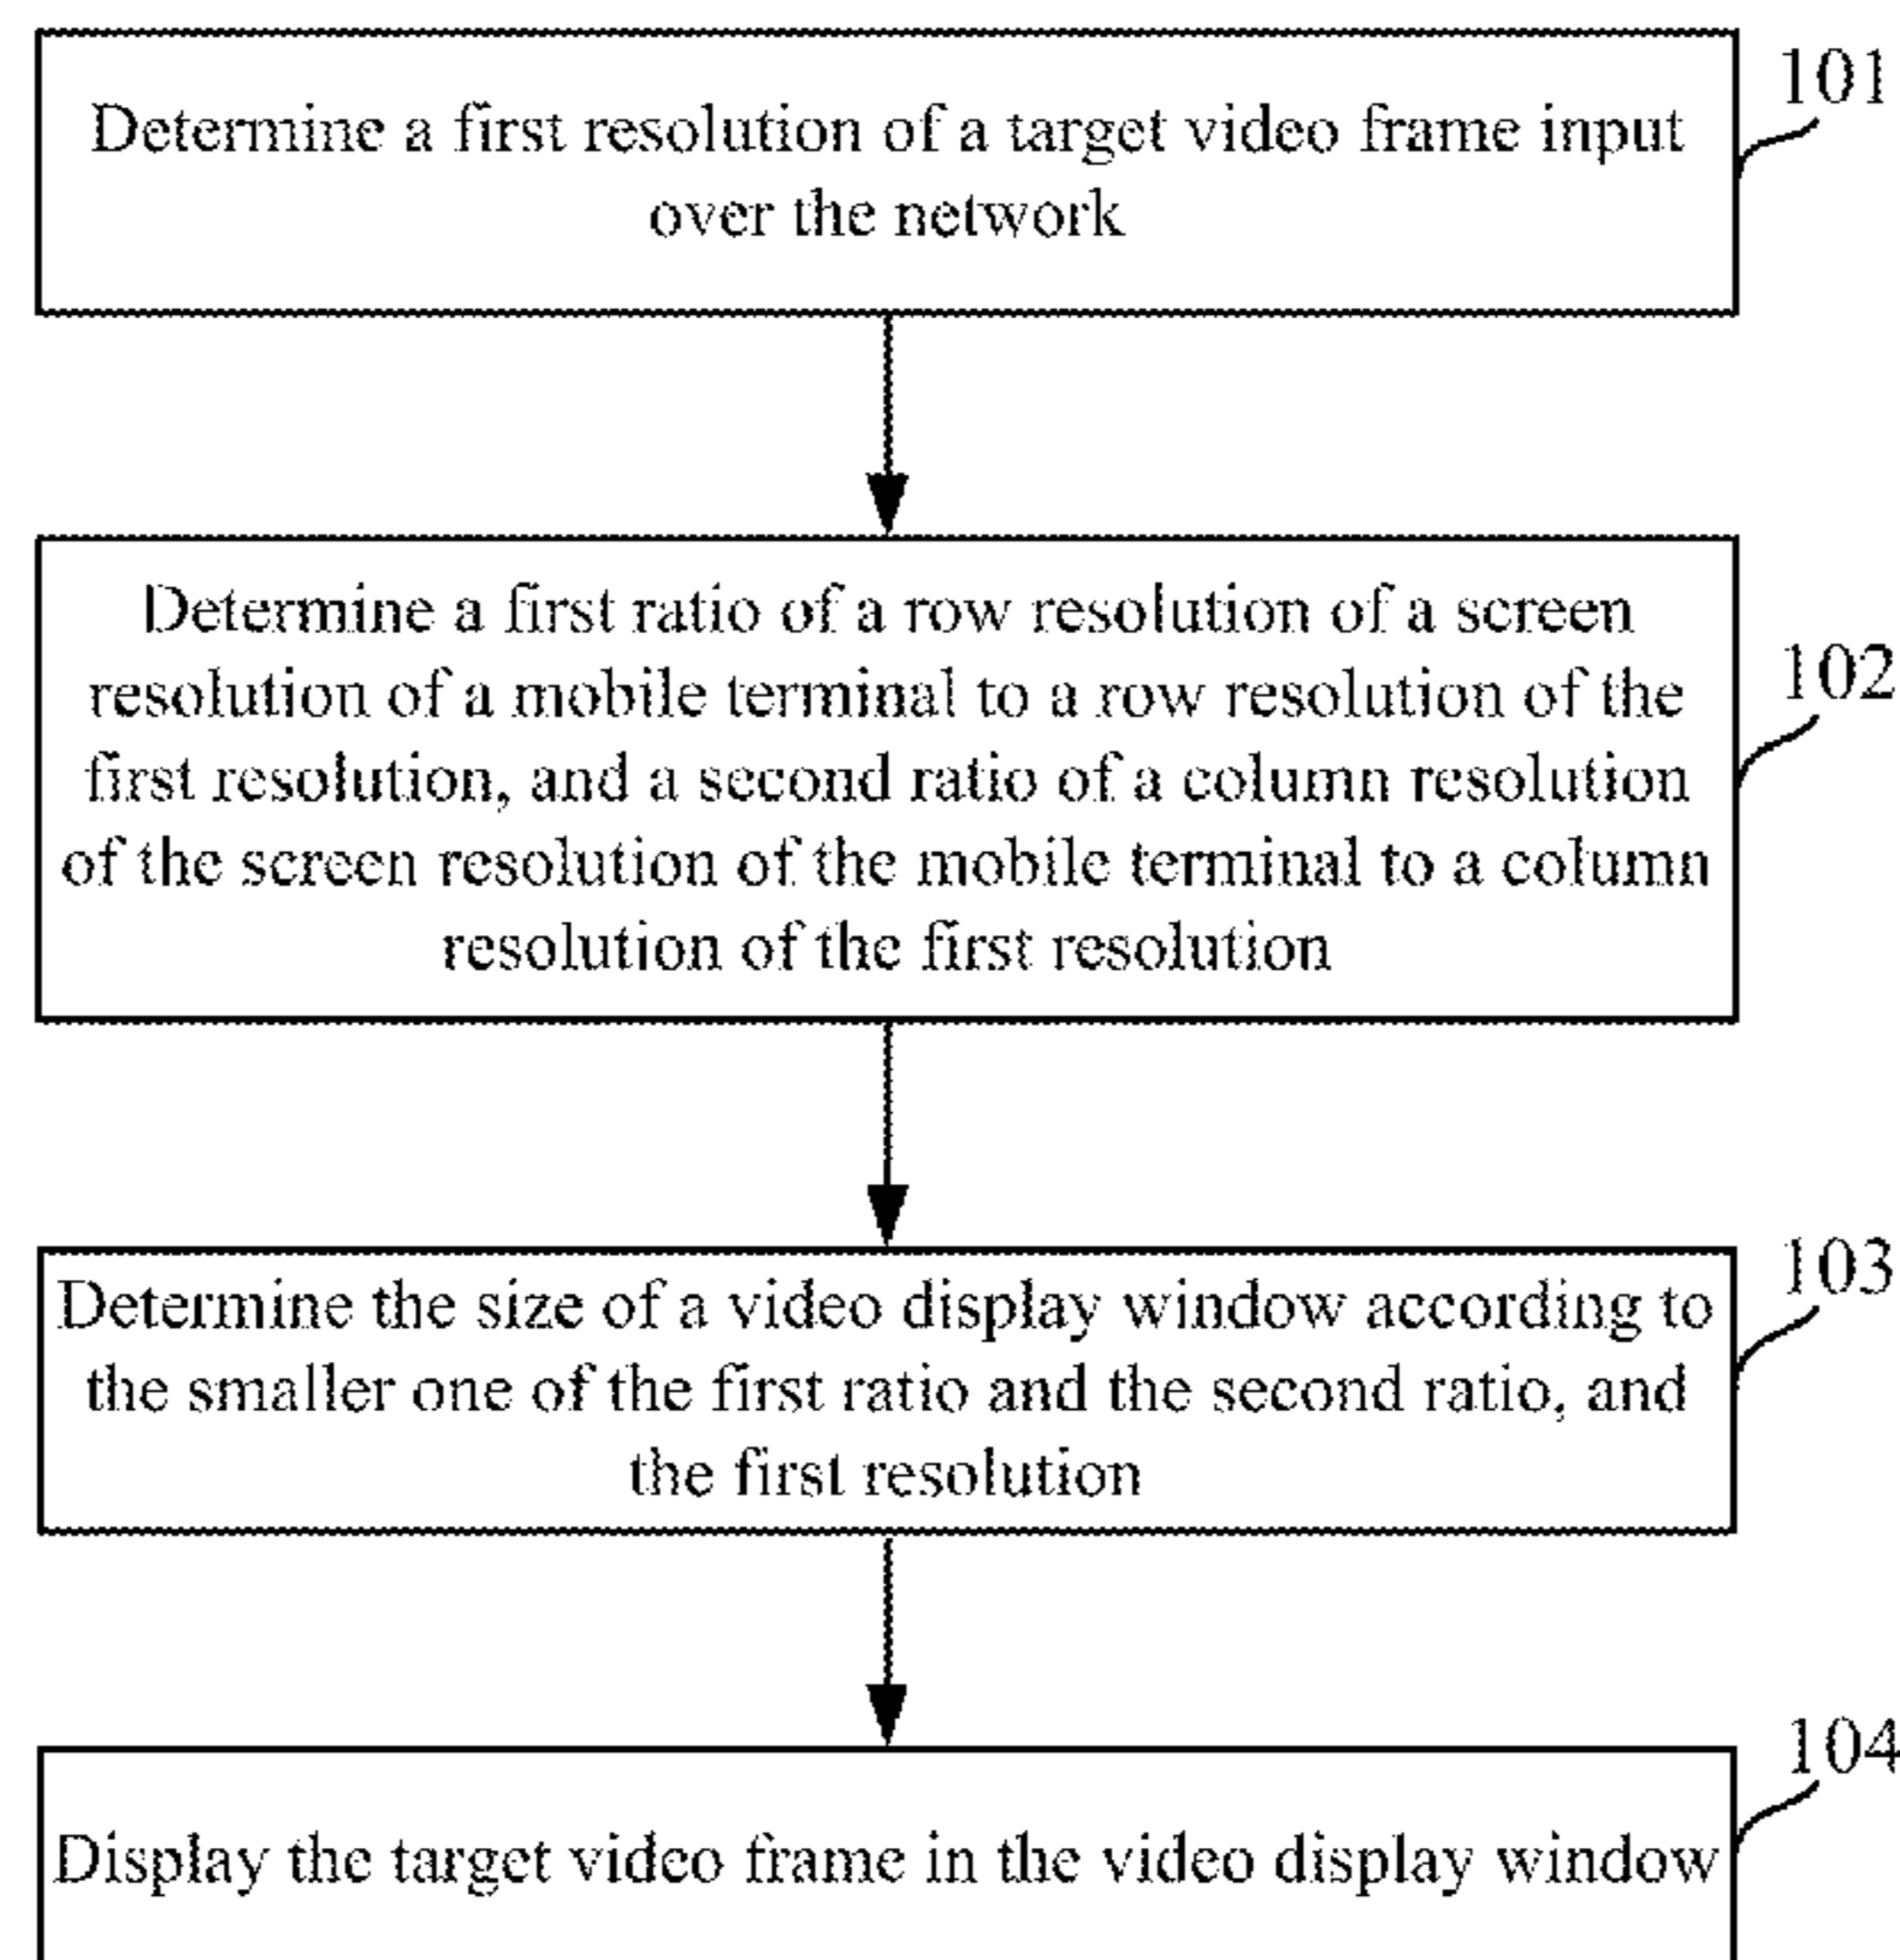 101
Determine a first resolution of a target video frame input
over the network
102
Determine a first ratio of a row resolution of a screen
resolution of a mobile terminal to a row resolution of the
first resolution, and a second ratio of a column resolution
of the screen resolution of the mobile terminal to a column
resolution of the first resolution
103
Determine the size of a video display window according to
the smaller one of the first ratio and the second ratio, and
the first resolution
104
Display the target video frame in the video display window